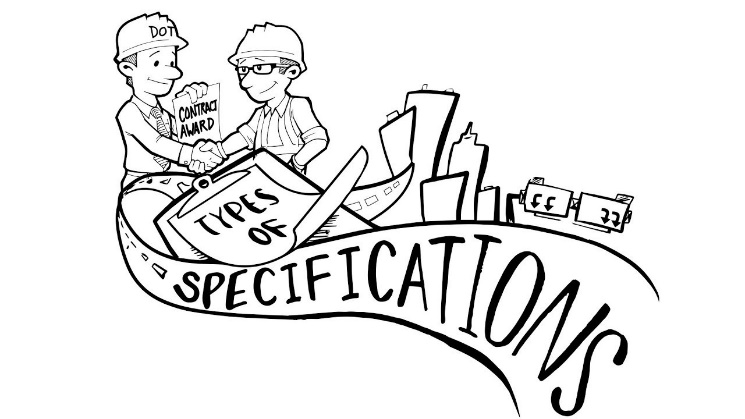 DOT
CONTRACT
AWARD
TYPES
OF
SPECIFICATIONS